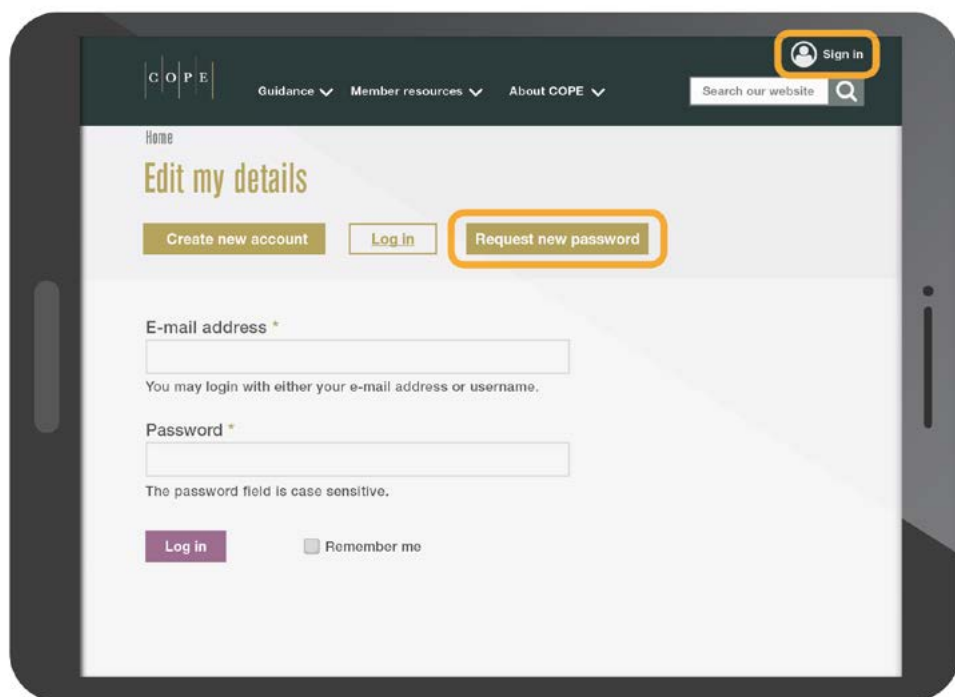 Sign in
COPE
Guidance Member resources About COPE Search our website
Home
Edit my details
Create new account Log in Request new password
E-mail address *
You may login with either your e-mail address or username.
Password *
The password field is case sensitive.
Log in Remember me